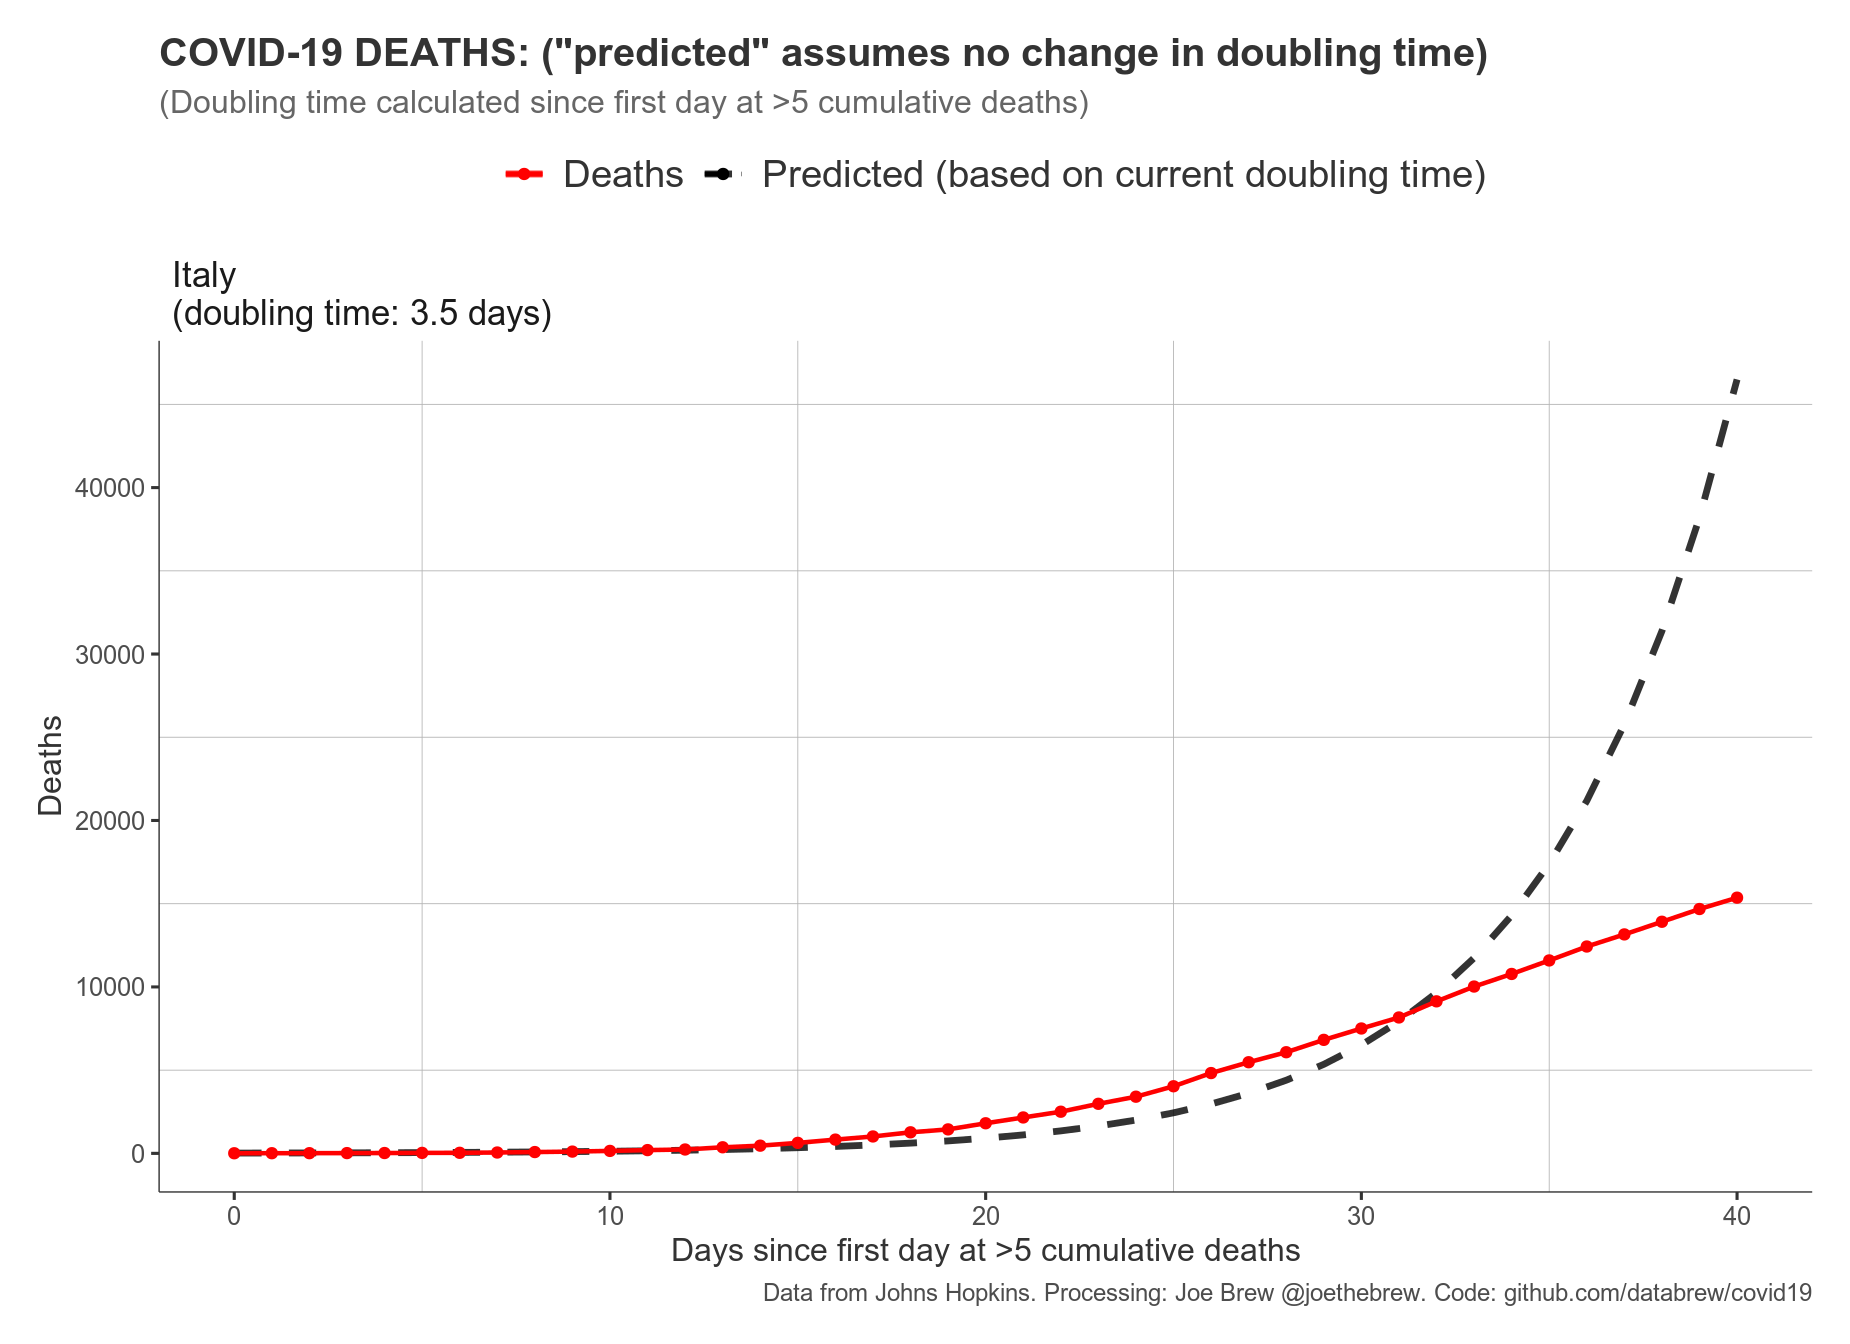 COVID-19 DEATHS: ("predicted" assumes no change in doubling time)
(Doubling time calculated since first day at >5 cumulative deaths)
Deaths Predicted (based on current doubling time)
Italy
(doubling time: 3.5 days)
40000
30000
20000
10000
0
Deaths
0 10 20 30 40
Days since first day at >5 cumulative deaths
Data from Johns Hopkins. Processing: Joe Brew @joethebrew. Code: github.com/databrew/covid19